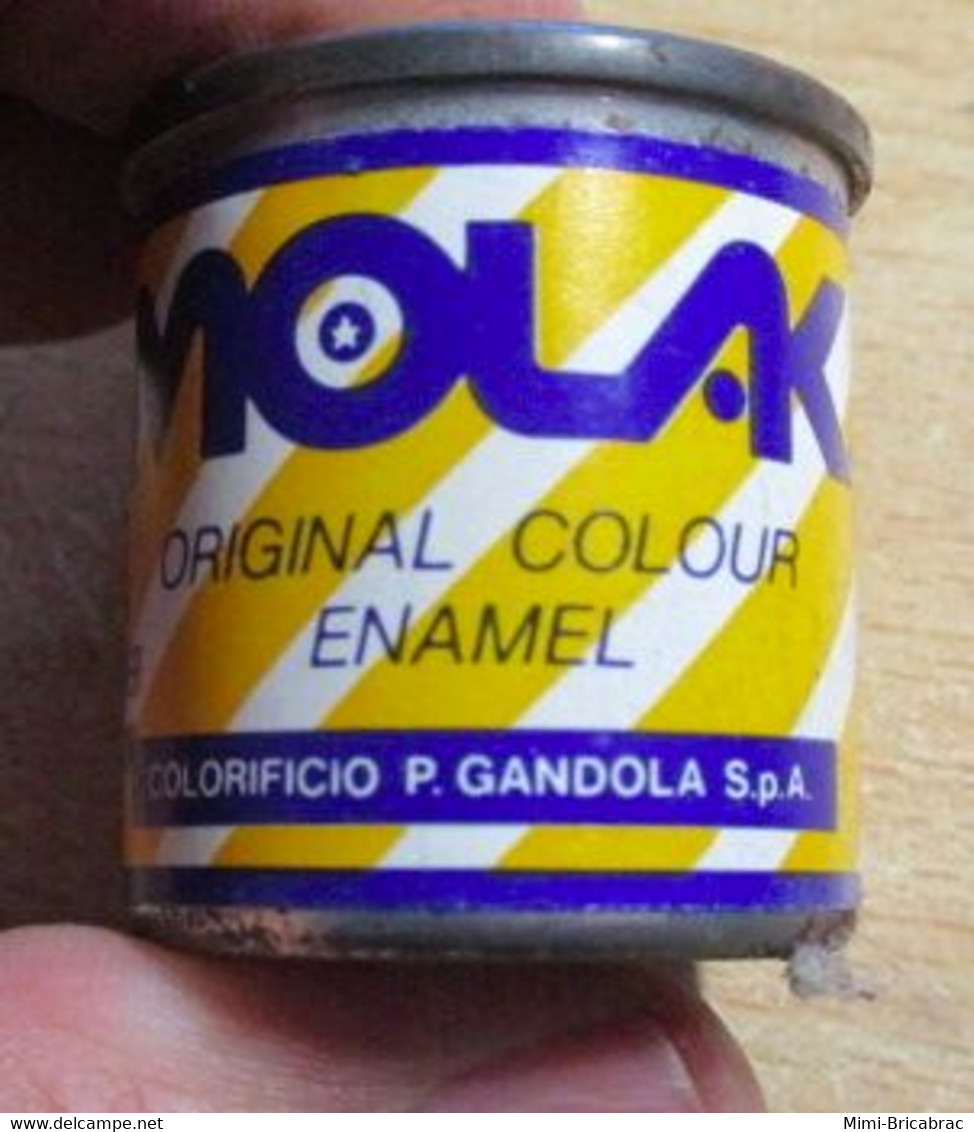 MOLAK
ORIGINAL COLOUR
ENAMEL
COLORIFICIO P. GANDOLA S.p.A.
www.delcampe.net
Mimi-Bricabrac